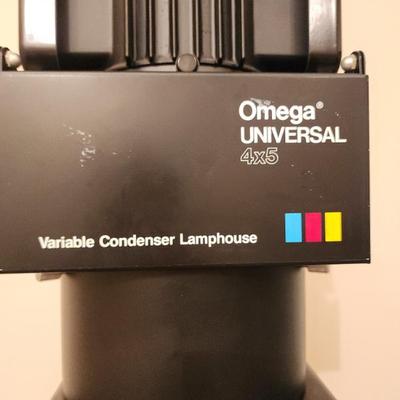 Omega®
UNIVERSAL
4x5
Variable Condenser Lamphouse